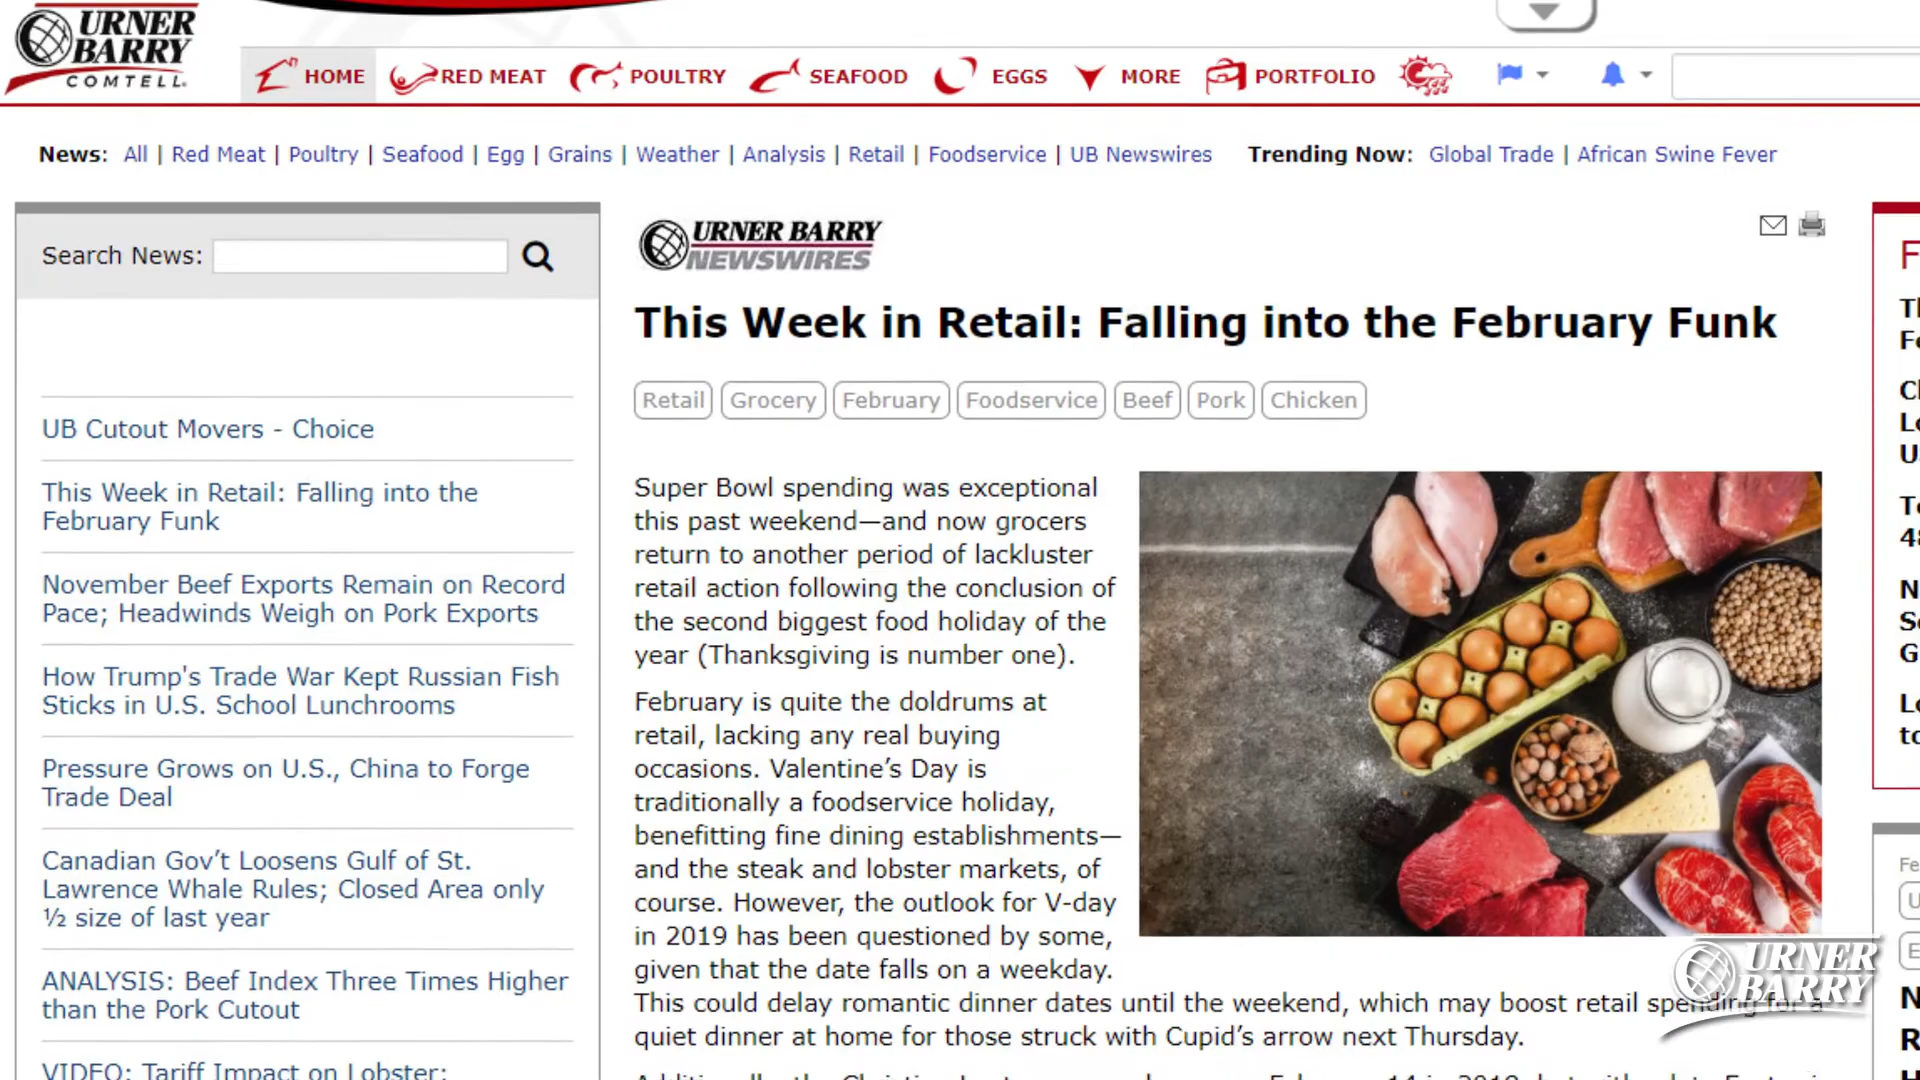 URNER
BARRY
COMTELL
HOME RED MEAT POULTRY SEAFOOD EGGS MORE PORTFOLIO
News: All | Red Meat | Poultry | Seafood | Egg | Grains | Weather | Analysis | Retail | Foodservice | UB Newswires Trending Now: Global Trade | African Swine Fever
Search News:
UB Cutout Movers - Choice
This Week in Retail: Falling into the
February Funk
November Beef Exports Remain on Record
Pace; Headwinds Weigh on Pork Exports
How Trump's Trade War Kept Russian Fish
Sticks in U.S. School Lunchrooms
Pressure Grows on U.S., China to Forge
Trade Deal
Canadian Gov't Loosens Gulf of St.
Lawrence Whale Rules; Closed Area only
½ size of last year
ANALYSIS: Beef Index Three Times Higher
than the Pork Cutout
VIDEO: Tariff Impact on Lobster:
URNER BARRY
NEWSWIRES
This Week in Retail: Falling into the February Funk
Retail Grocery February Foodservice Beef Pork Chicken
Super Bowl spending was exceptional
this past weekend—and now grocers
return to another period of lackluster
retail action following the conclusion of
the second biggest food holiday of the
year (Thanksgiving is number one).
February is quite the doldrums at
retail, lacking any real buying
occasions. Valentine’s Day is
traditionally a foodservice holiday,
benefitting fine dining establishments—
and the steak and lobster markets, of
course. However, the outlook for V-day
in 2019 has been questioned by some,
given that the date falls on a weekday.
This could delay romantic dinner dates until the weekend, which may boost retail spending for a
quiet dinner at home for those struck with Cupid’s arrow next Thursday.
URNER
BARRY